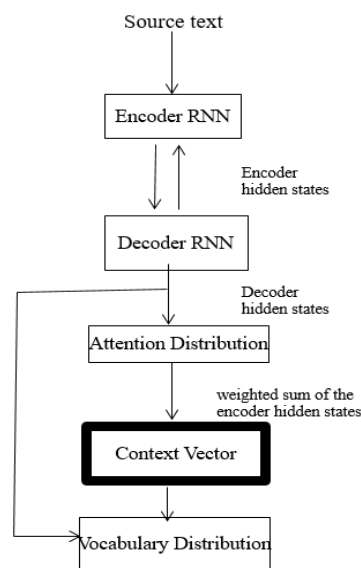 Source text
Encoder RNN
Encoder
hidden states
Decoder RNN
Decoder
hidden states
Attention Distribution
weighted sum of the
encoder hidden states
Context Vector
Vocabulary Distribution